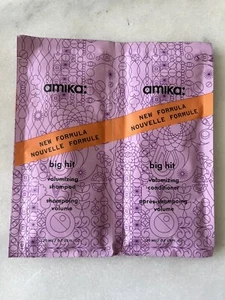 amika:
NEW FORMULA
NOUVELLE FORMULE
big hit
volumizing
shampoo
shampooing
volume
amika:
NEW FORMULA
NOUVELLE FORMULE
big hit
volumizing
conditioner
après-shampooing
volume